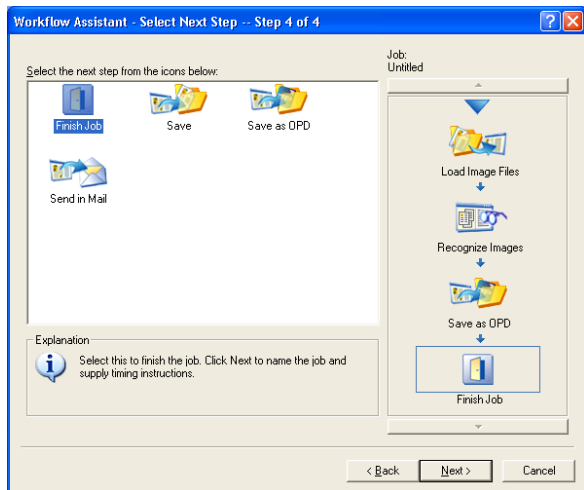 Workflow Assistant - Select Next Step -- Step 4 of 4
Select the next step from the icons below:
Finish Job
Save
Save as OPD
Send in Mail
Explanation
Select this to finish the job. Click Next to name the job and
supply timing instructions.
Job:
Untitled
Load Image Files
Recognize Images
Save as OPD
Finish Job
< Back
Next >
Cancel